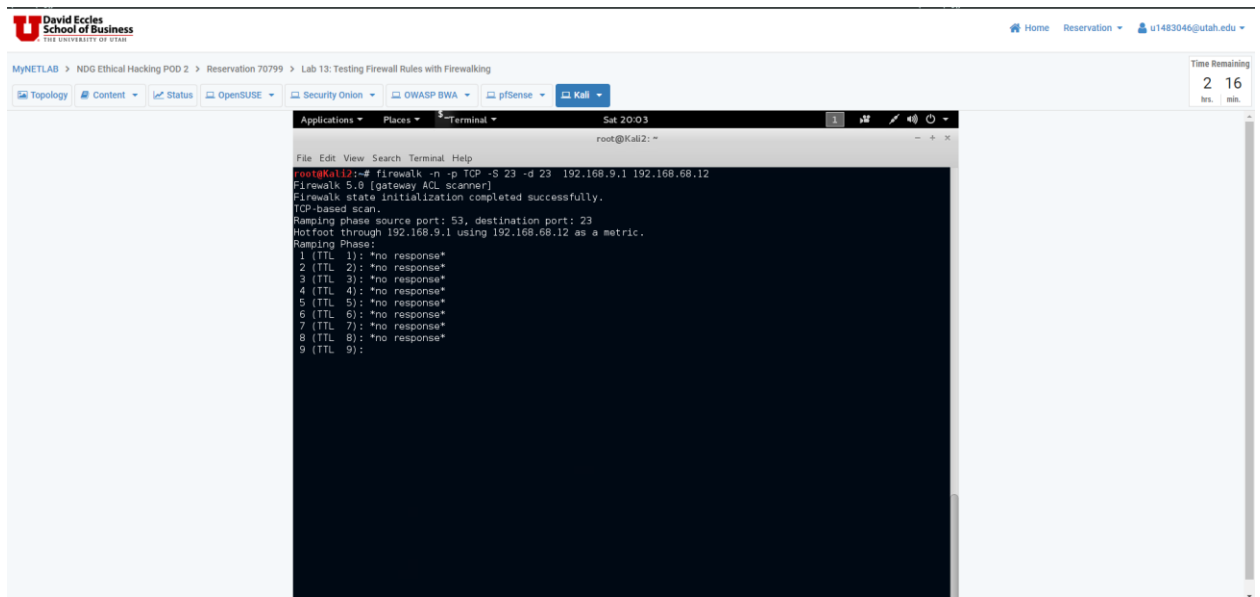 David Eccles
School of Business
THE UNIVERSITY OF UTAH
Home Reservation u1483046@utah.edu
MyNETLAB > NDG Ethical Hacking POD 2 > Reservation 70799 > Lab 13: Testing Firewall Rules with Firewalking
Time Remaining
2 16
hrs. min.
Topology Content Status OpenSUSE Security Onion OWASP BWA pfSense Kali
Applications Places Terminal Sat 20:03 1
root@Kali2: ~
File Edit View Search Terminal Help
root@Kali2:~# firewalk -n -p TCP -S 23 -d 23  192.168.9.1 192.168.68.12
Firewalk 5.0 [gateway ACL scanner]
Firewalk state initialization completed successfully.
TCP-based scan.
Ramping phase source port: 53, destination port: 23
Hotfoot through 192.168.9.1 using 192.168.68.12 as a metric.
Ramping Phase:
 1 (TTL  1): *no response*
 2 (TTL  2): *no response*
 3 (TTL  3): *no response*
 4 (TTL  4): *no response*
 5 (TTL  5): *no response*
 6 (TTL  6): *no response*
 7 (TTL  7): *no response*
 8 (TTL  8): *no response*
 9 (TTL  9):